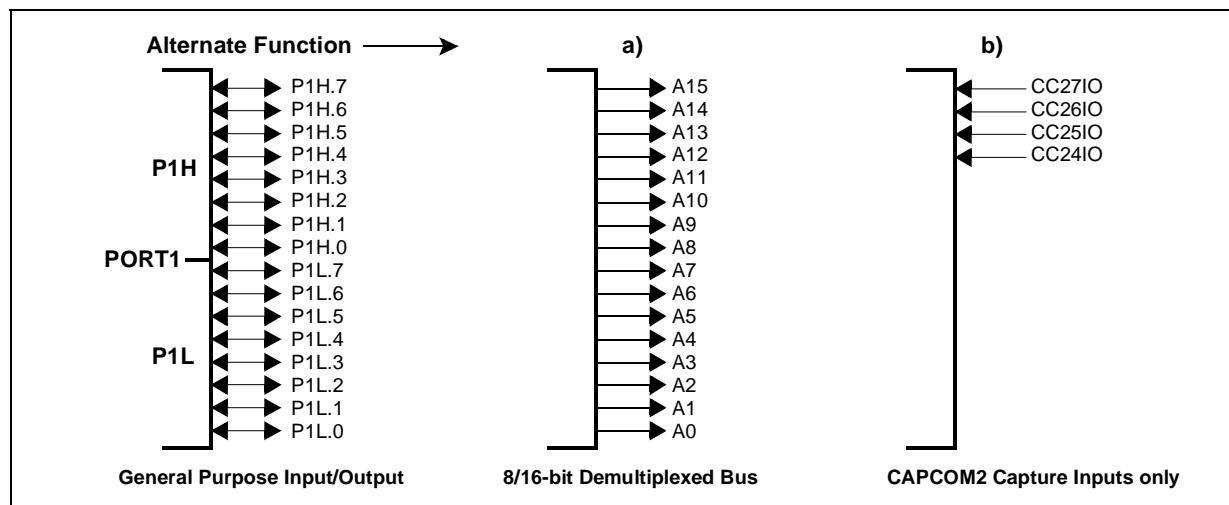 Alternate Function a) b)
P1H.7 A15 CC27IO
P1H.6 A14 CC26IO
P1H.5 A13 CC25IO
P1H.4 A12 CC24IO
P1H
P1H.3 A11
P1H.2 A10
P1H.1 A9
P1H.0 A8
PORT1
P1L.7 A7
P1L.6 A6
P1L.5 A5
P1L.4 A4
P1L
P1L.3 A3
P1L.2 A2
P1L.1 A1
P1L.0 A0
General Purpose Input/Output 8/16-bit Demultiplexed Bus CAPCOM2 Capture Inputs only